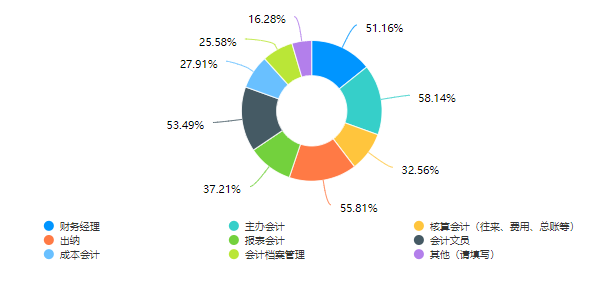 16.28%
51.16%
25.58%
27.91%
58.14%
53.49%
32.56%
37.21%
55.81%
财务经理
主办会计
核算会计（往来、费用、总账等）
出纳
报表会计
会计文员
成本会计
会计档案管理
其他（请填写）